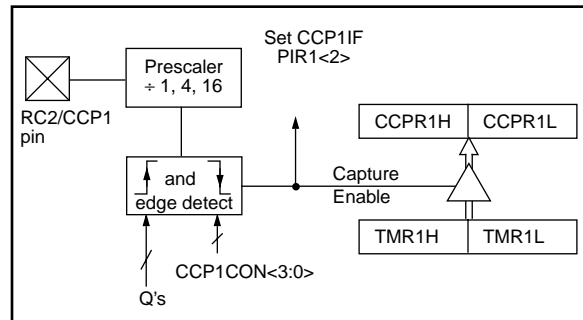 Set CCP1IF
PIR1<2>
Prescaler
÷ 1, 4, 16
RC2/CCP1
pin
CCPR1H CCPR1L
and
edge detect
Capture
Enable
TMR1H TMR1L
CCP1CON<3:0>
Q's